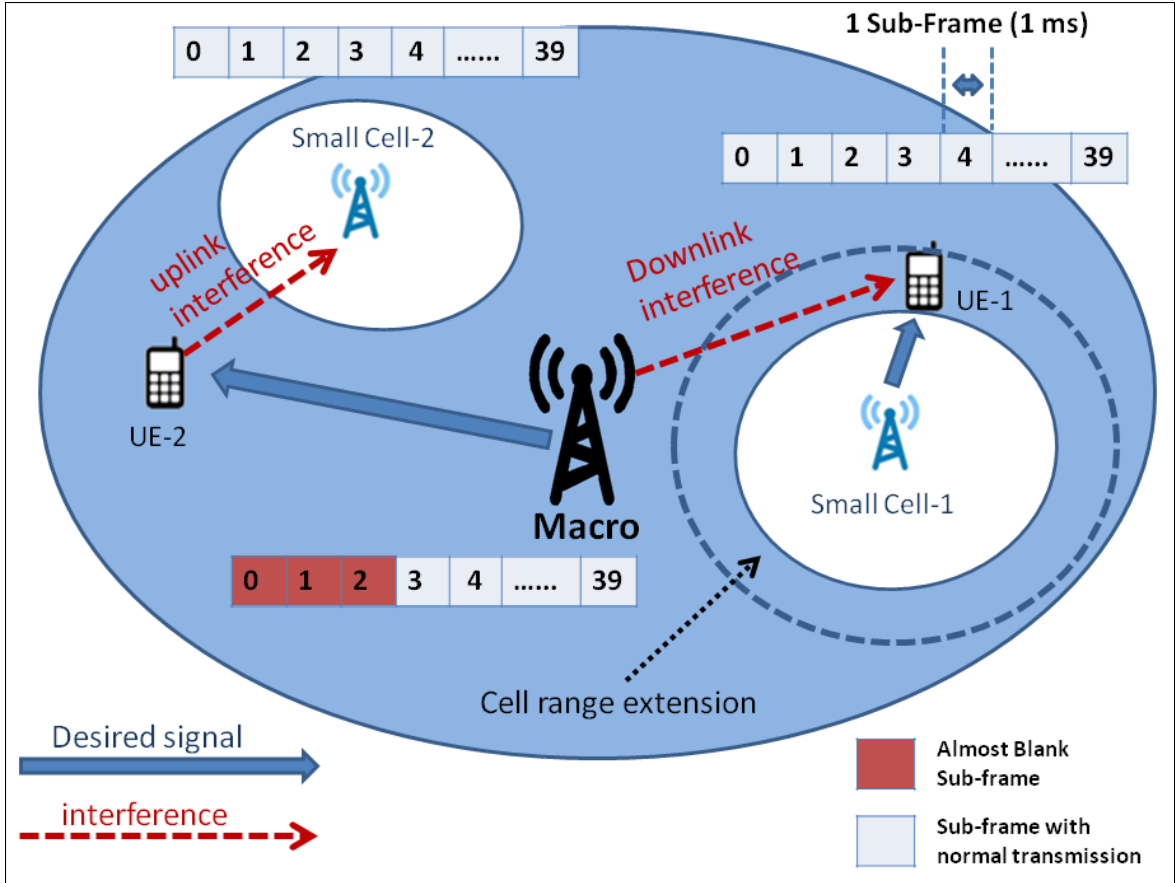 1 Sub-Frame (1 ms)
0 1 2 3 4 ...... 39
Small Cell-2
0 1 2 3 4 ...... 39
uplink
interference
Downlink
interference
UE-1
UE-2
Small Cell-1
Macro
0 1 2 3 4 ...... 39
Cell range extension
Desired signal
interference
Almost Blank
Sub-frame
Sub-frame with
normal transmission